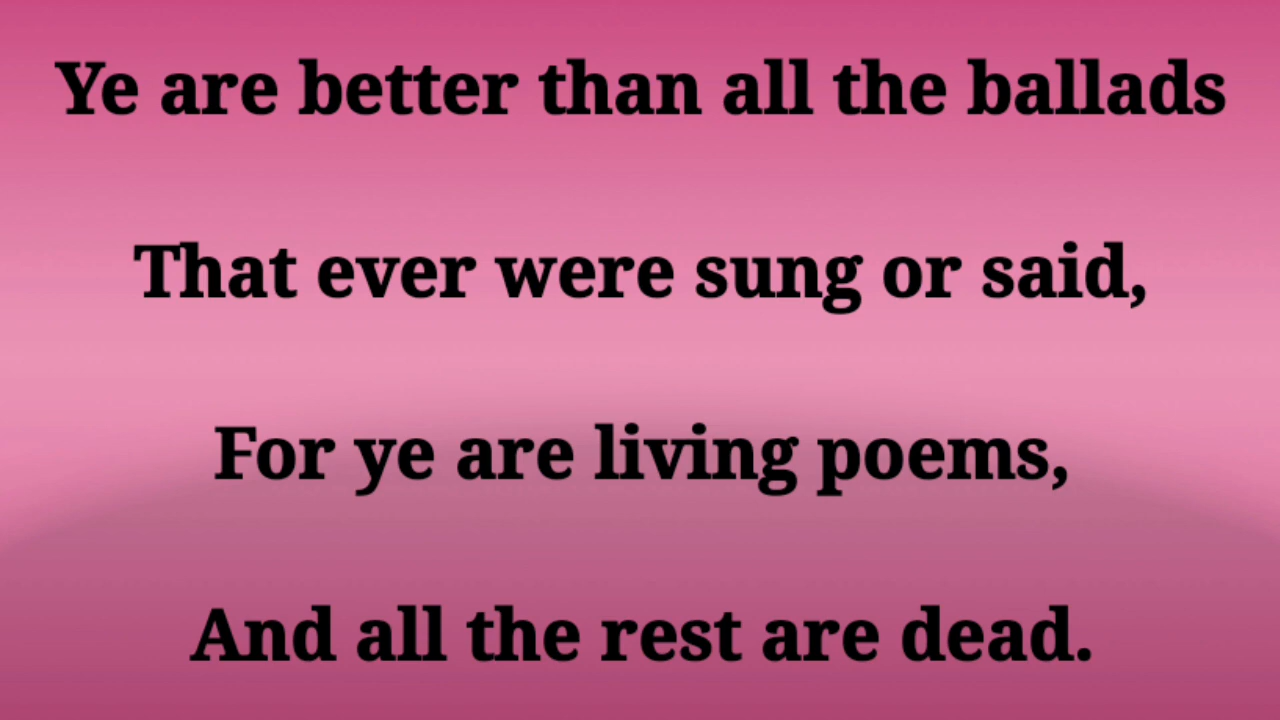 Ye are better than all the ballads
That ever were sung or said,
For ye are living poems,
And all the rest are dead.